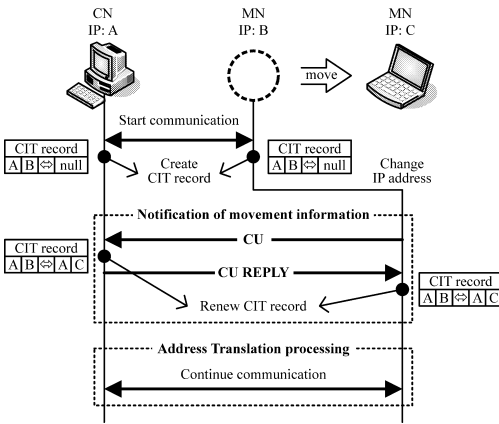 CN
IP: A
MN
IP: B
MN
IP: C
move
Start communication
CIT record
A B ⇔ null
Create
CIT record
CIT record
A B ⇔ null
Change
IP address
Notification of movement information
CU
CIT record
A B ⇔ A C
CU REPLY
CIT record
A B ⇔ A C
Renew CIT record
Address Translation processing
Continue communication